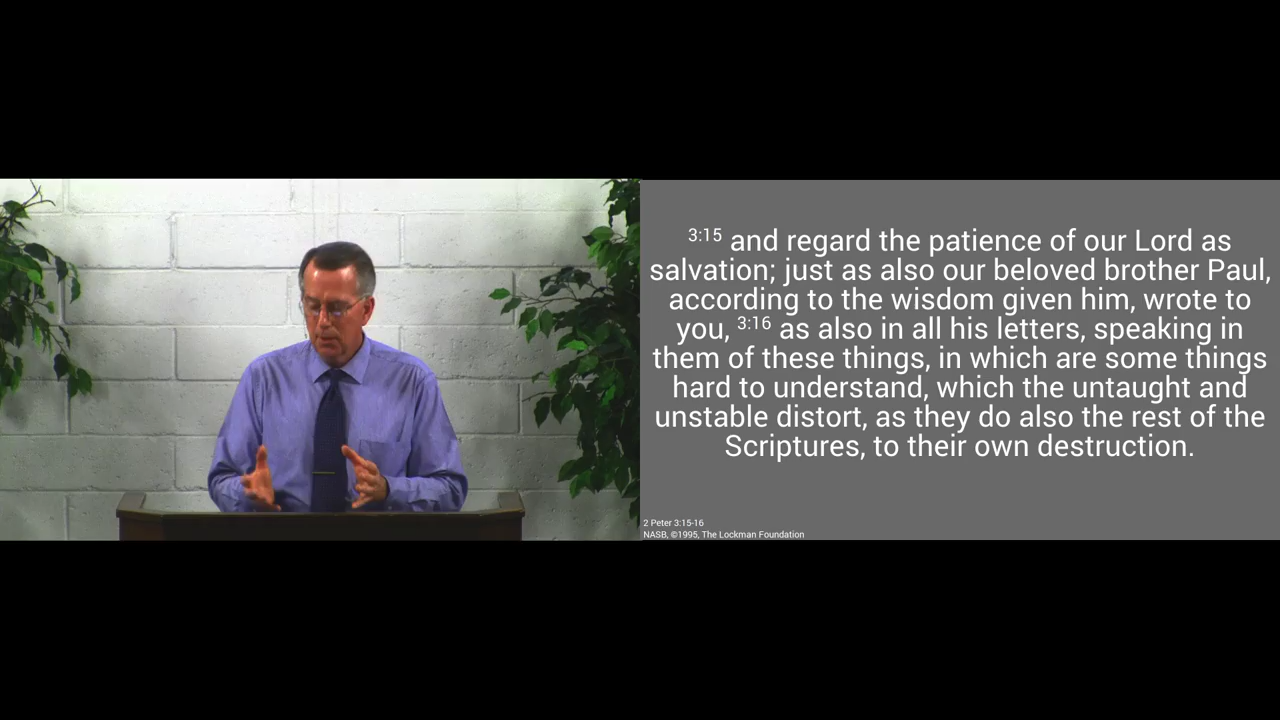 3:15 and regard the patience of our Lord as
salvation; just as also our beloved brother Paul,
according to the wisdom given him, wrote to
you, 3:16 as also in all his letters, speaking in
them of these things, in which are some things
hard to understand, which the untaught and
unstable distort, as they do also the rest of the
Scriptures, to their own destruction.
2 Peter 3:15-16
NASB, ©1995, The Lockman Foundation